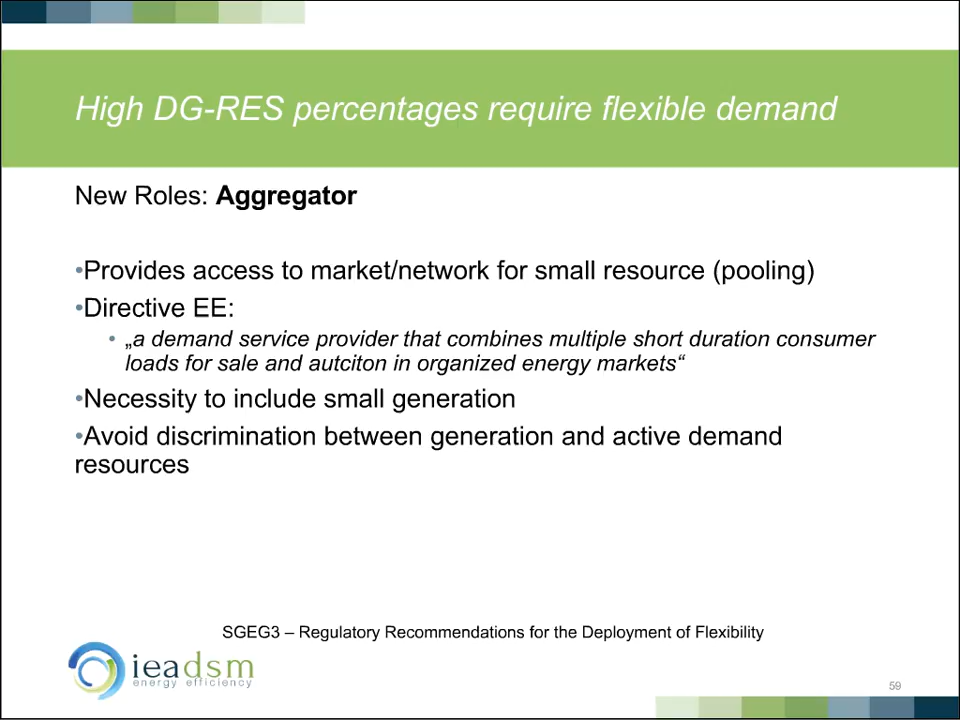 High DG-RES percentages require flexible demand
New Roles: Aggregator
•Provides access to market/network for small resource (pooling)
•Directive EE:
• „a demand service provider that combines multiple short duration consumer
loads for sale and autciton in organized energy markets“
•Necessity to include small generation
•Avoid discrimination between generation and active demand
resources
SGEG3 – Regulatory Recommendations for the Deployment of Flexibility
ieadsm
energy efficiency
59